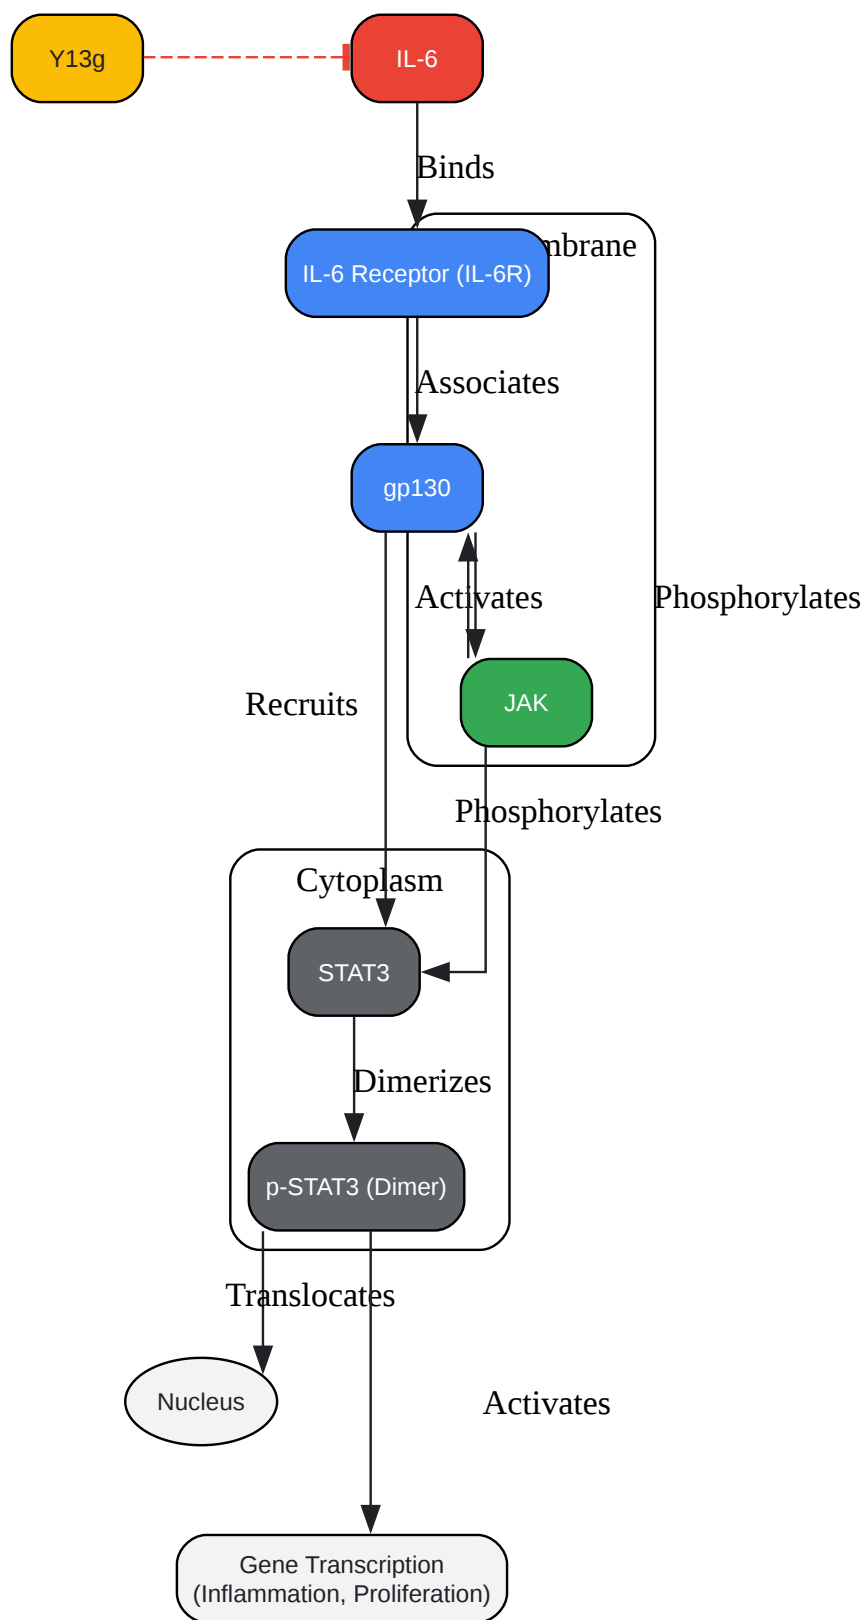 Y13g
IL-6
Binds
mbrane
IL-6 Receptor (IL-6R)
Associates
gp130
Activates
Phosphorylates
Recruits
JAK
Phosphorylates
Cytoplasm
STAT3
Dimerizes
p-STAT3 (Dimer)
Translocates
Nucleus
Activates
Gene Transcription
(Inflammation, Proliferation)